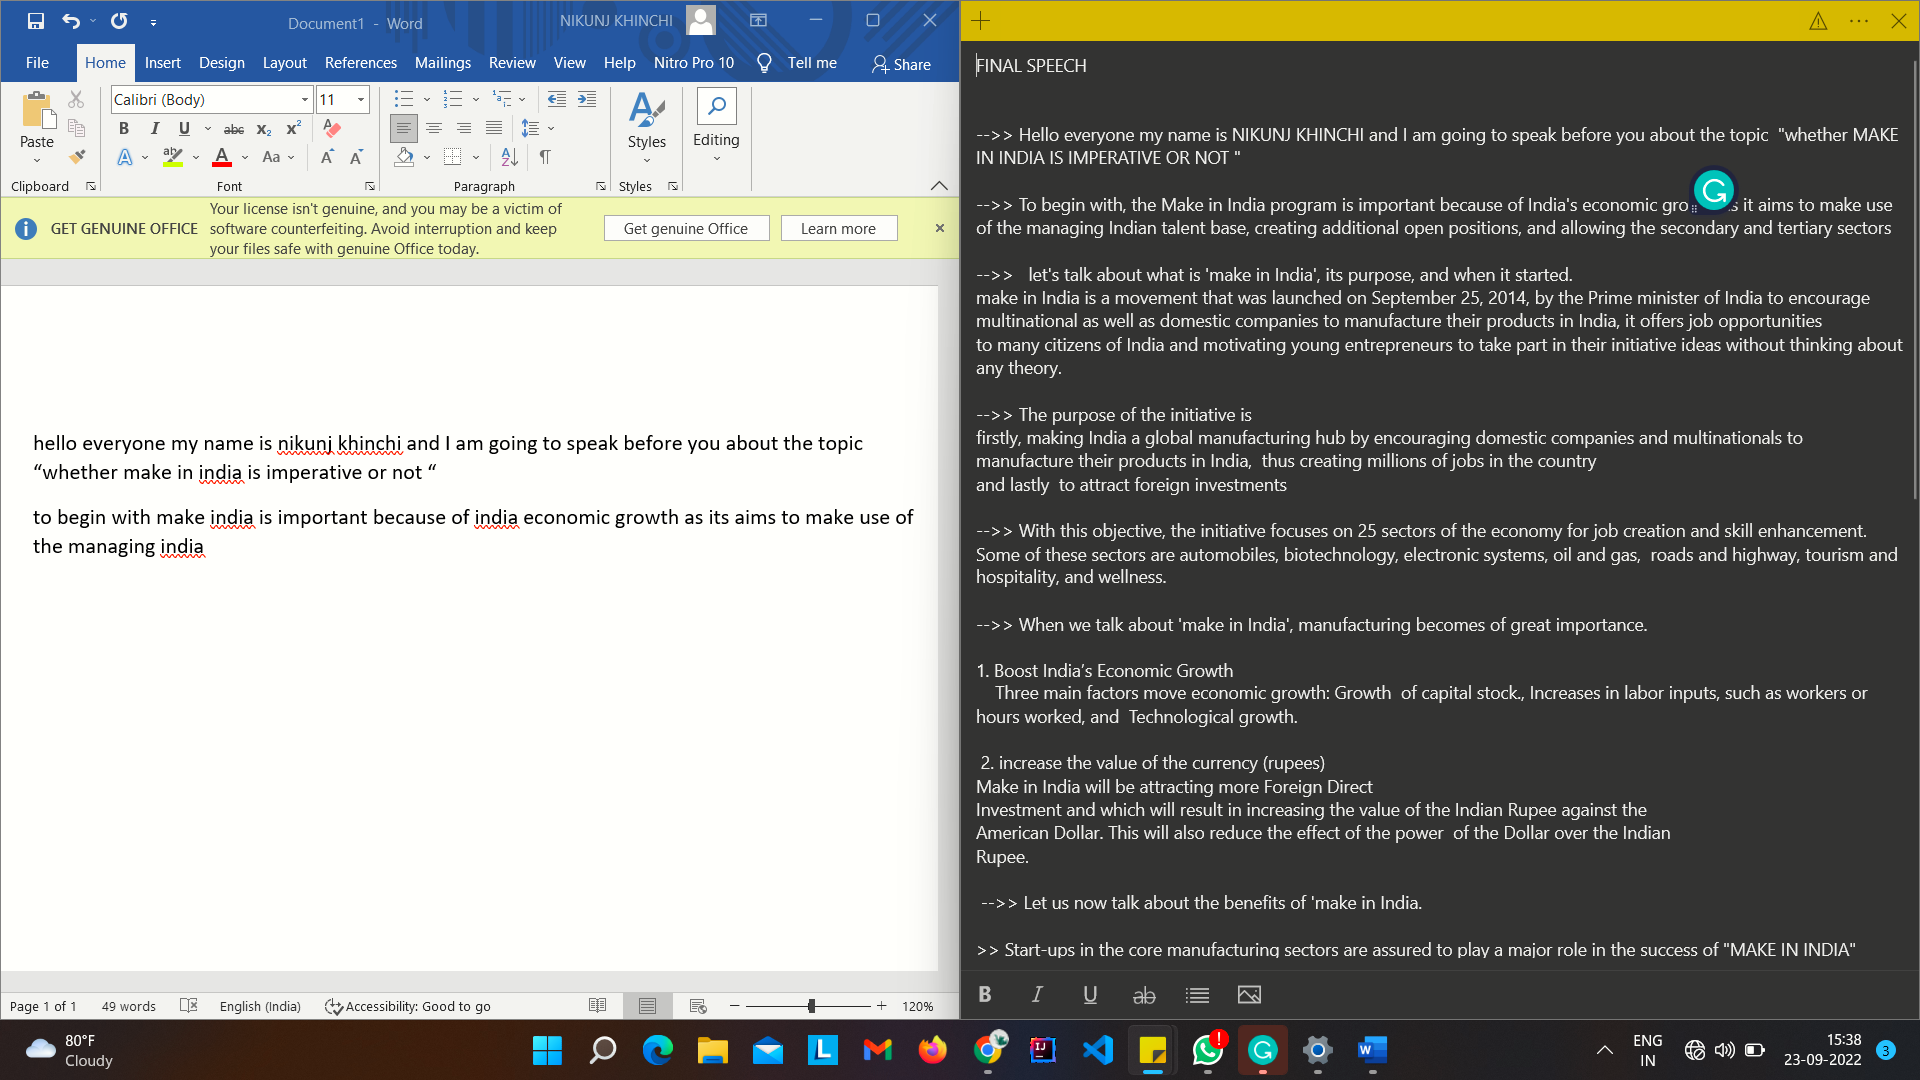 Document1 - Word
NIKUNJ KHINCHI
File Home Insert Design Layout References Mailings Review View Help Nitro Pro 10 Tell me Share
Calibri (Body) 11
Paste
B I U abc X2 X2
A ab A Aa A A
Styles
Editing
Clipboard Font Paragraph Styles
GET GENUINE OFFICE
Your license isn't genuine, and you may be a victim of
software counterfeiting. Avoid interruption and keep
your files safe with genuine Office today.
Get genuine Office
Learn more
hello everyone my name is nikunj khinchi and I am going to speak before you about the topic
“whether make in india is imperative or not “
to begin with make india is important because of india economic growth as its aims to make use of
the managing india
Page 1 of 1 49 words English (India) Accessibility: Good to go 120%
FINAL SPEECH
-->> Hello everyone my name is NIKUNJ KHINCHI and I am going to speak before you about the topic "whether MAKE
IN INDIA IS IMPERATIVE OR NOT "
-->> To begin with, the Make in India program is important because of India's economic gro s it aims to make use
of the managing Indian talent base, creating additional open positions, and allowing the secondary and tertiary sectors
-->> let's talk about what is 'make in India', its purpose, and when it started.
make in India is a movement that was launched on September 25, 2014, by the Prime minister of India to encourage
multinational as well as domestic companies to manufacture their products in India, it offers job opportunities
to many citizens of India and motivating young entrepreneurs to take part in their initiative ideas without thinking about
any theory.
-->> The purpose of the initiative is
firstly, making India a global manufacturing hub by encouraging domestic companies and multinationals to
manufacture their products in India, thus creating millions of jobs in the country
and lastly to attract foreign investments
-->> With this objective, the initiative focuses on 25 sectors of the economy for job creation and skill enhancement.
Some of these sectors are automobiles, biotechnology, electronic systems, oil and gas, roads and highway, tourism and
hospitality, and wellness.
-->> When we talk about 'make in India', manufacturing becomes of great importance.
1. Boost India’s Economic Growth
Three main factors move economic growth: Growth of capital stock., Increases in labor inputs, such as workers or
hours worked, and Technological growth.
2. increase the value of the currency (rupees)
Make in India will be attracting more Foreign Direct
Investment and which will result in increasing the value of the Indian Rupee against the
American Dollar. This will also reduce the effect of the power of the Dollar over the Indian
Rupee.
-->> Let us now talk about the benefits of 'make in India.
>> Start-ups in the core manufacturing sectors are assured to play a major role in the success of "MAKE IN INDIA"
B I U ab
80°F
Cloudy
ENG
IN
15:38
23-09-2022
3